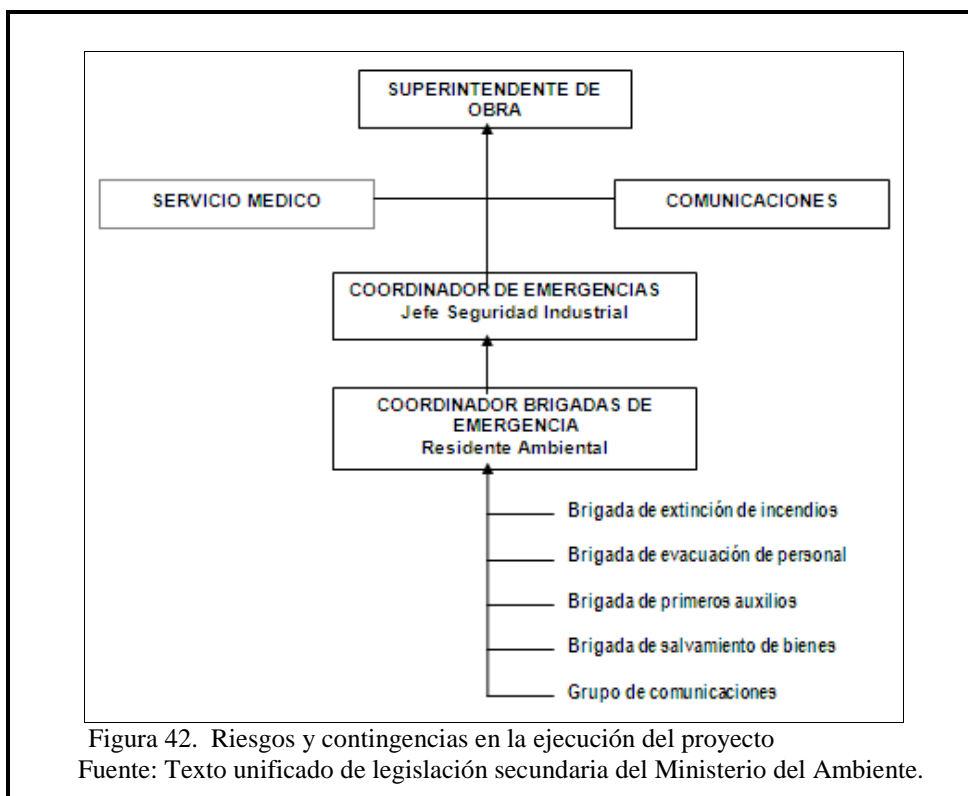 SUPERINTENDENTE DE
OBRA
SERVICIO MEDICO
COMUNICACIONES
COORDINADOR DE EMERGENCIAS
Jefe Seguridad Industrial
COORDINADOR BRIGADAS DE
EMERGENCIA
Residente Ambiental
Brigada de extinción de incendios
Brigada de evacuación de personal
Brigada de primeros auxilios
Brigada de salvamento de bienes
Grupo de comunicaciones
Figura 42. Riesgos y contingencias en la ejecución del proyecto
Fuente: Texto unificado de legislación secundaria del Ministerio del Ambiente.